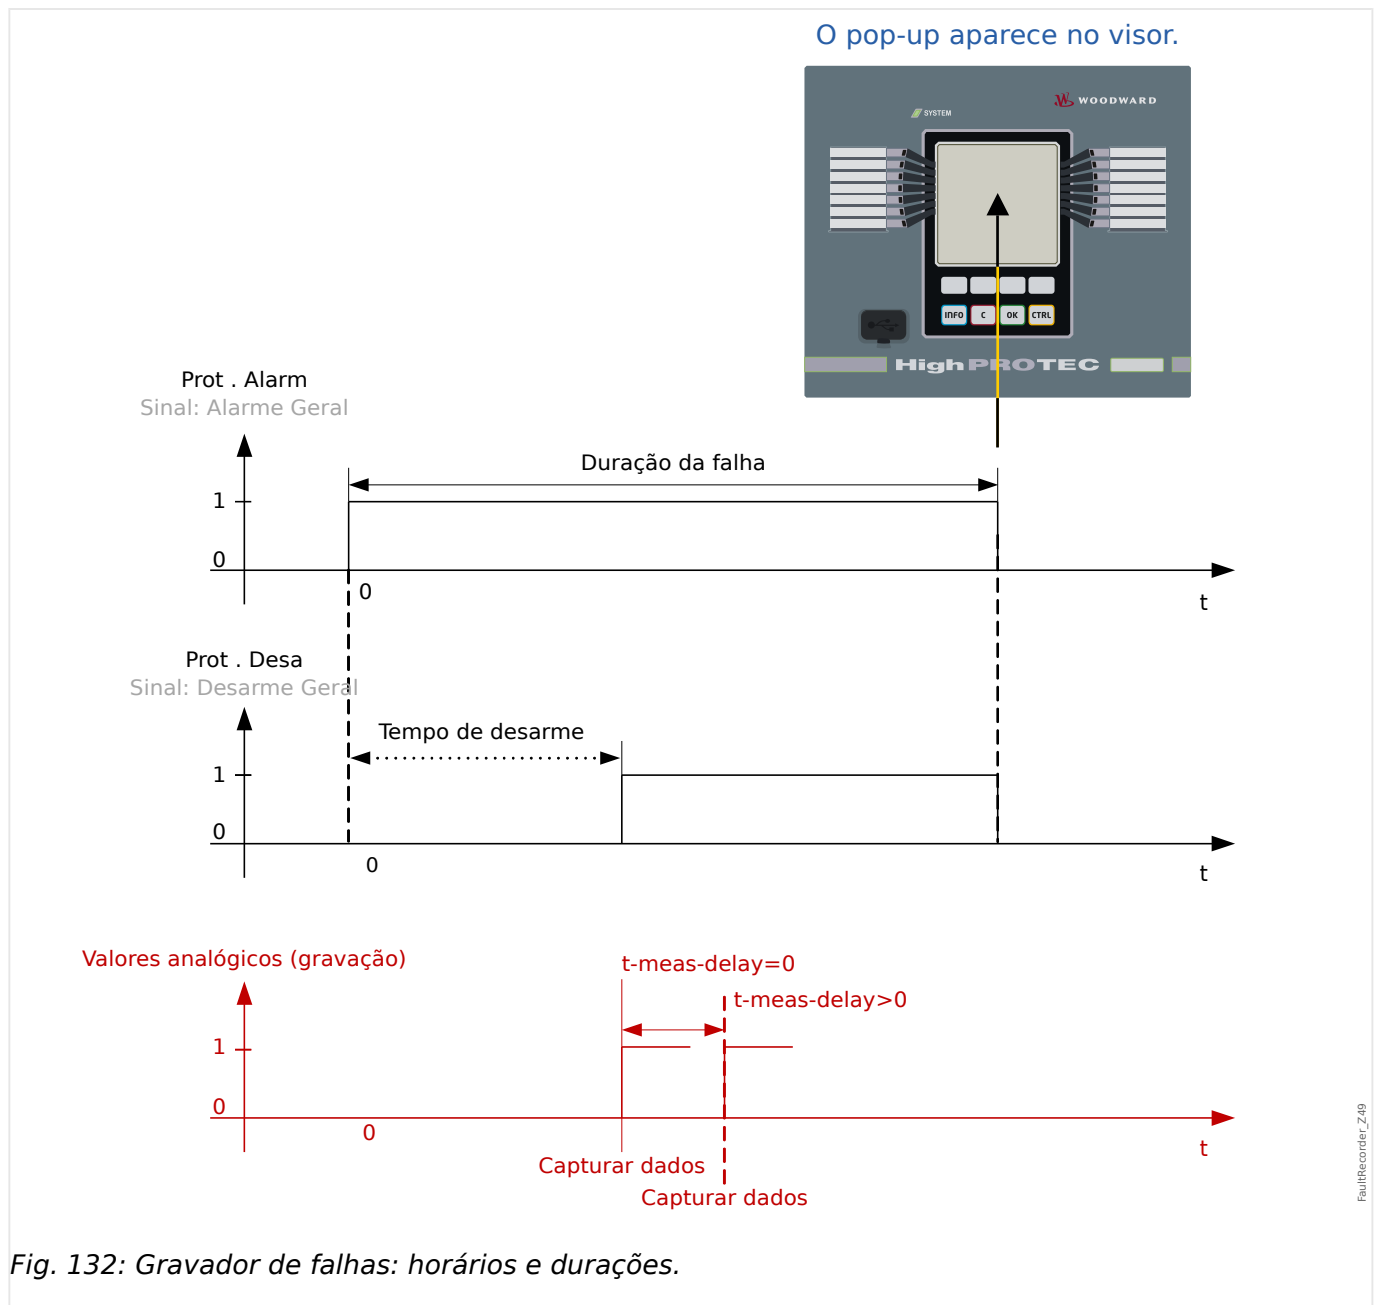 O pop-up aparece no visor.
WOODWARD
SYSTEM
INFO
C
OK
CTRL
HighPROTEC
Prot . Alarm
Sinal: Alarme Geral
Duração da falha
1
0
0
t
Prot . Desa
Sinal: Desarme Geral
Tempo de desarme
1
0
0
t
Valores analógicos (gravação)
t-meas-delay=0
t-meas-delay>0
1
0
0
t
Capturar dados
Capturar dados
FaultRecorder_Z49
Fig. 132: Gravador de falhas: horários e durações.